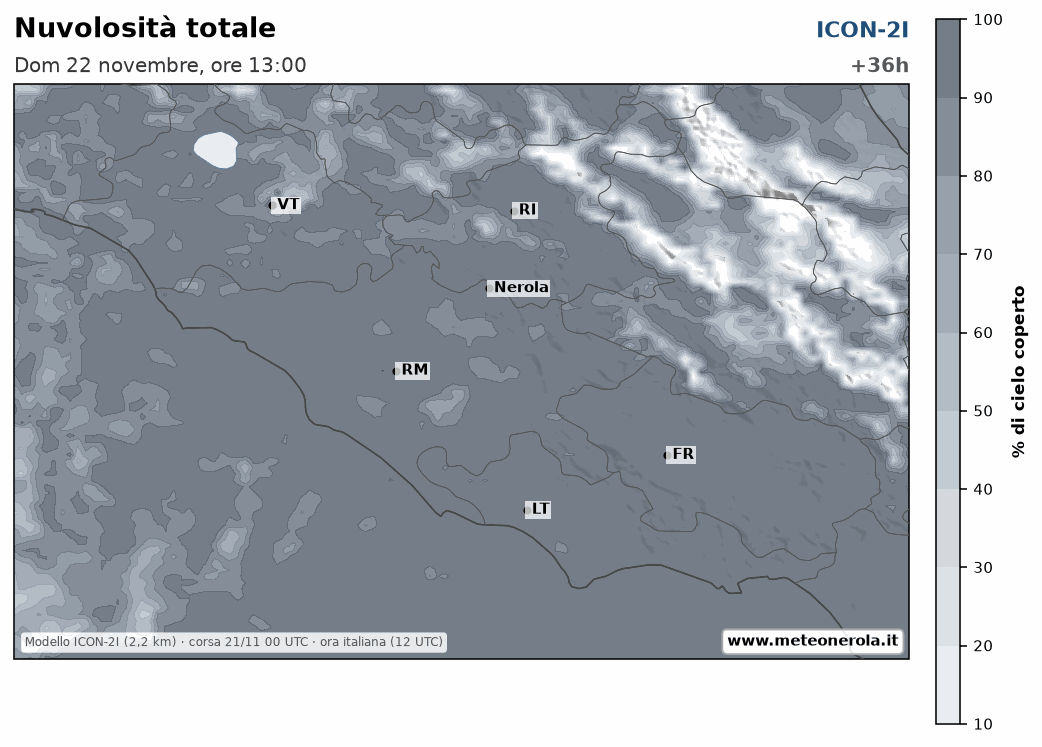 Nuvolosità totale
ICON-2I
Dom 22 novembre, ore 13:00
+36h
100
90
80
70
60
50
40
30
20
10
% di cielo coperto
VT
RI
Nerola
RM
FR
LT
Modello ICON-2I (2,2 km) · corsa 21/11 00 UTC · ora italiana (12 UTC)
www.meteonerola.it